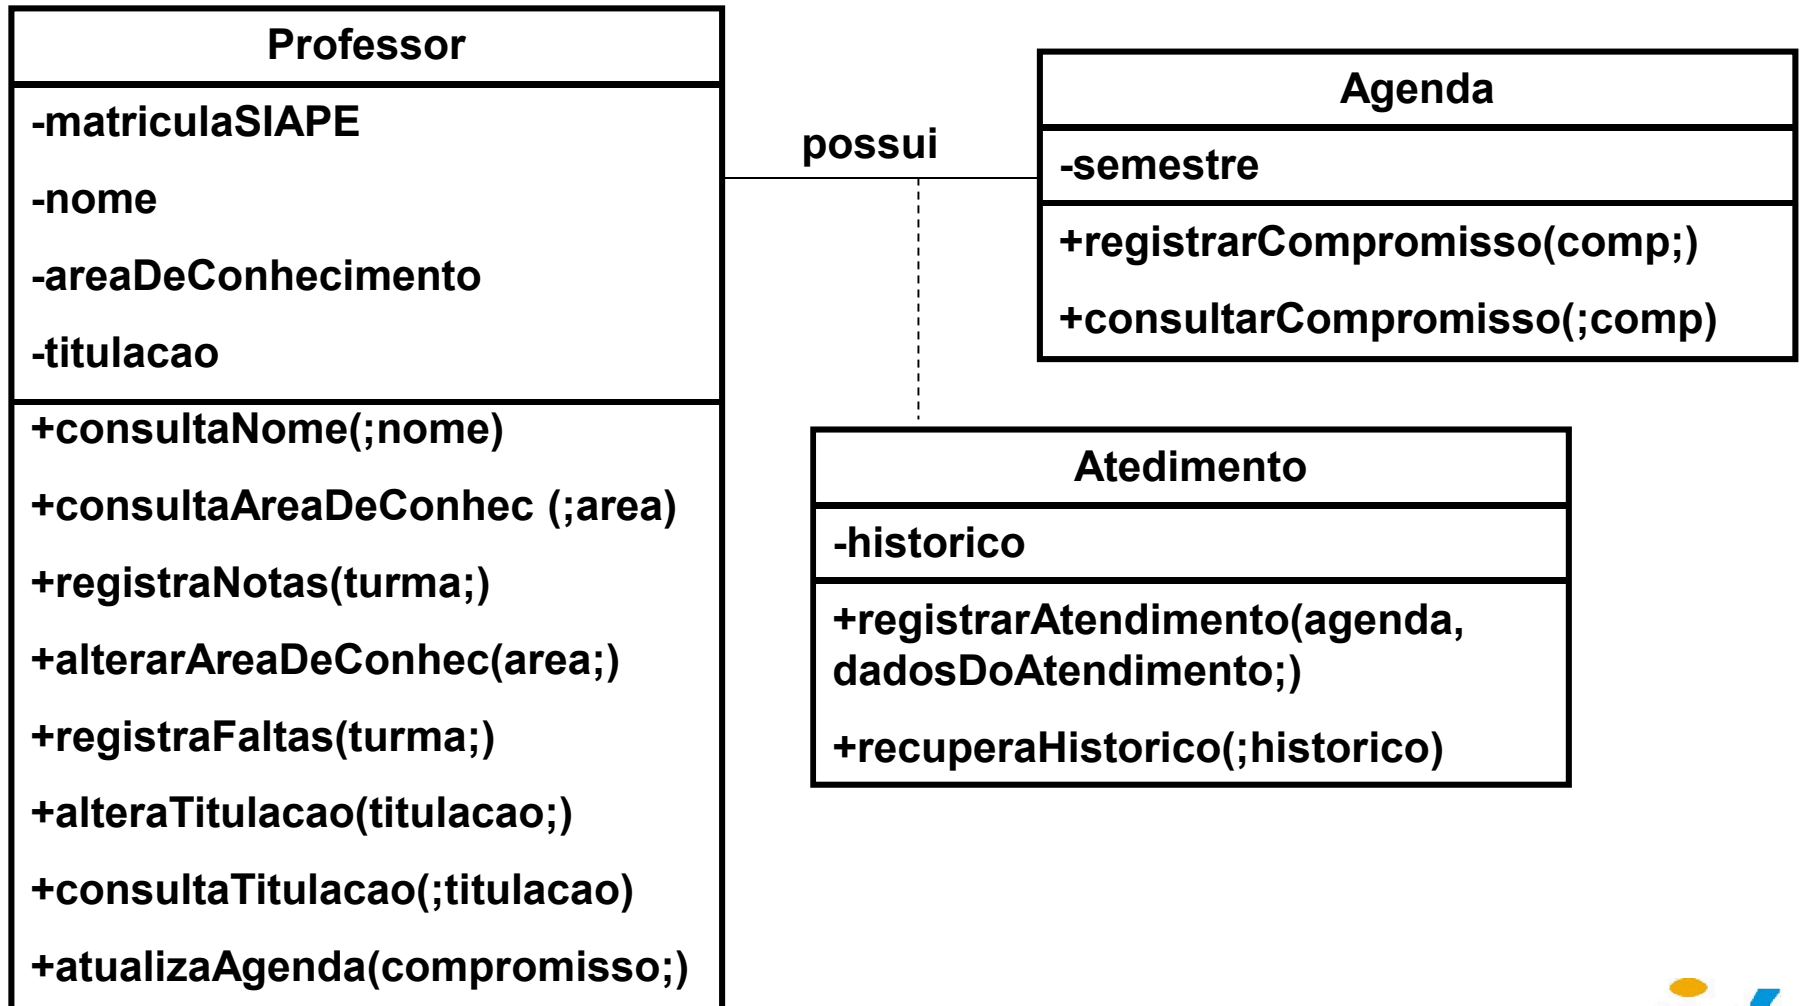 Professor
-matriculaSIAPE
-nome
-areaDeConhecimento
-titulacao
+consultaNome(;nome)
+consultaAreaDeConhec (;area)
+registraNotas(turma;)
+alterarAreaDeConhec(area;)
+registraFaltas(turma;)
+alteraTitulacao(titulacao;)
+consultaTitulacao(;titulacao)
+atualizaAgenda(compromisso;)
possui
Agenda
-semestre
+registrarCompromisso(comp;)
+consultarCompromisso(;comp)
Atedimento
-historico
+registrarAtendimento(agenda,
dadosDoAtendimento;)
+recuperaHistorico(;historico)